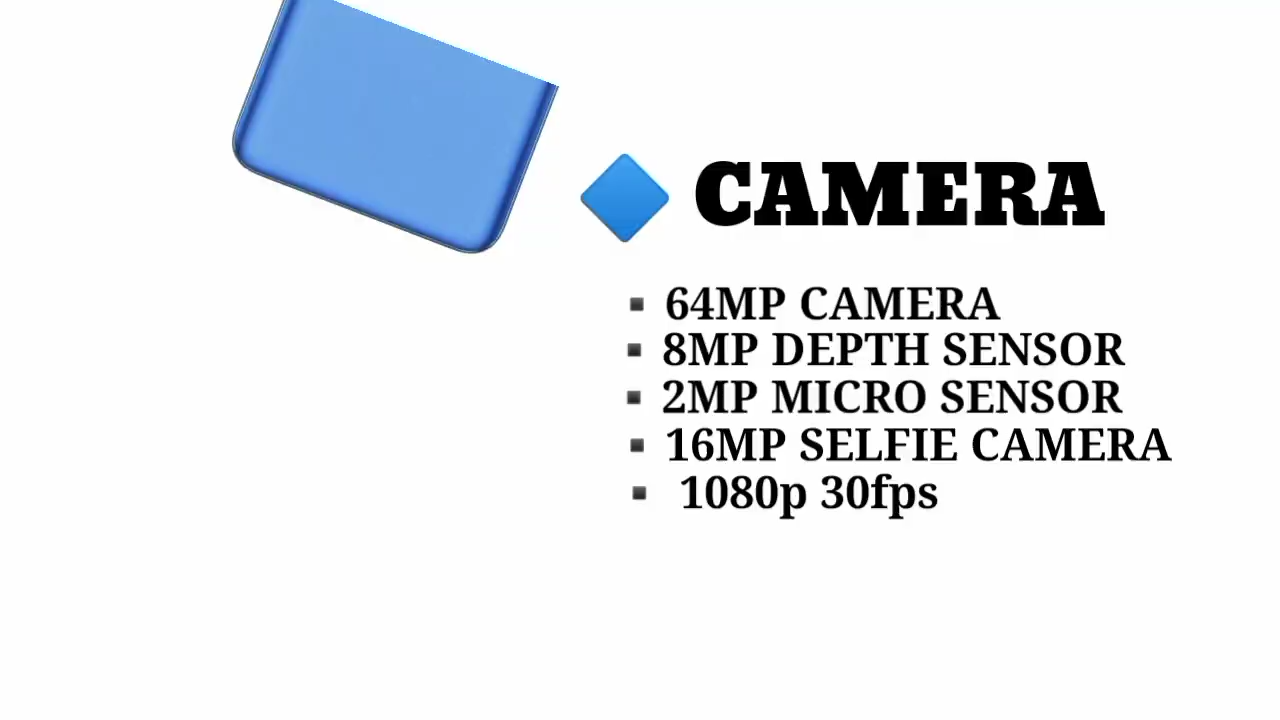 CAMERA
64MP CAMERA
8MP DEPTH SENSOR
2MP MICRO SENSOR
16MP SELFIE CAMERA
1080p 30fps